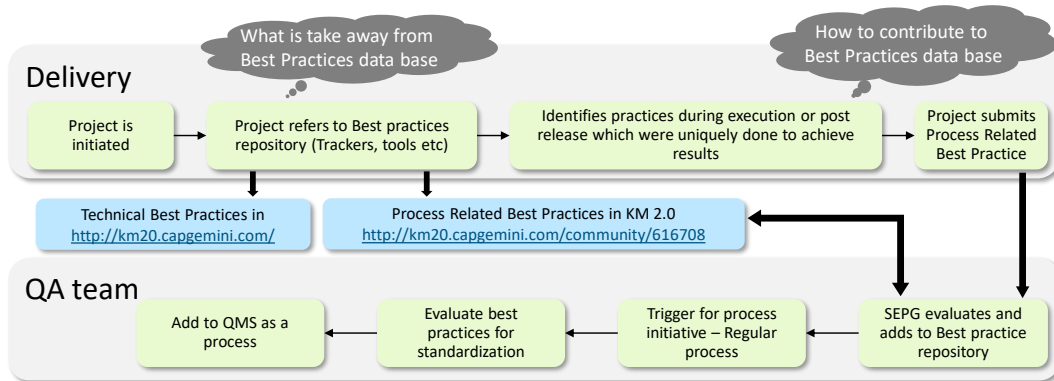 What is take away from
Best Practices data base
How to contribute to
Best Practices data base
Delivery
Project is
initiated
Project refers to Best practices
repository (Trackers, tools etc)
Identifies practices during execution or post
release which were uniquely done to achieve
results
Project submits
Process Related
Best Practice
Technical Best Practices in
http://km20.capgemini.com/
Process Related Best Practices in KM 2.0
http://km20.capgemini.com/community/616708
QA team
Add to QMS as a
process
Evaluate best
practices for
standardization
Trigger for process
initiative – Regular
process
SEPG evaluates and
adds to Best practice
repository